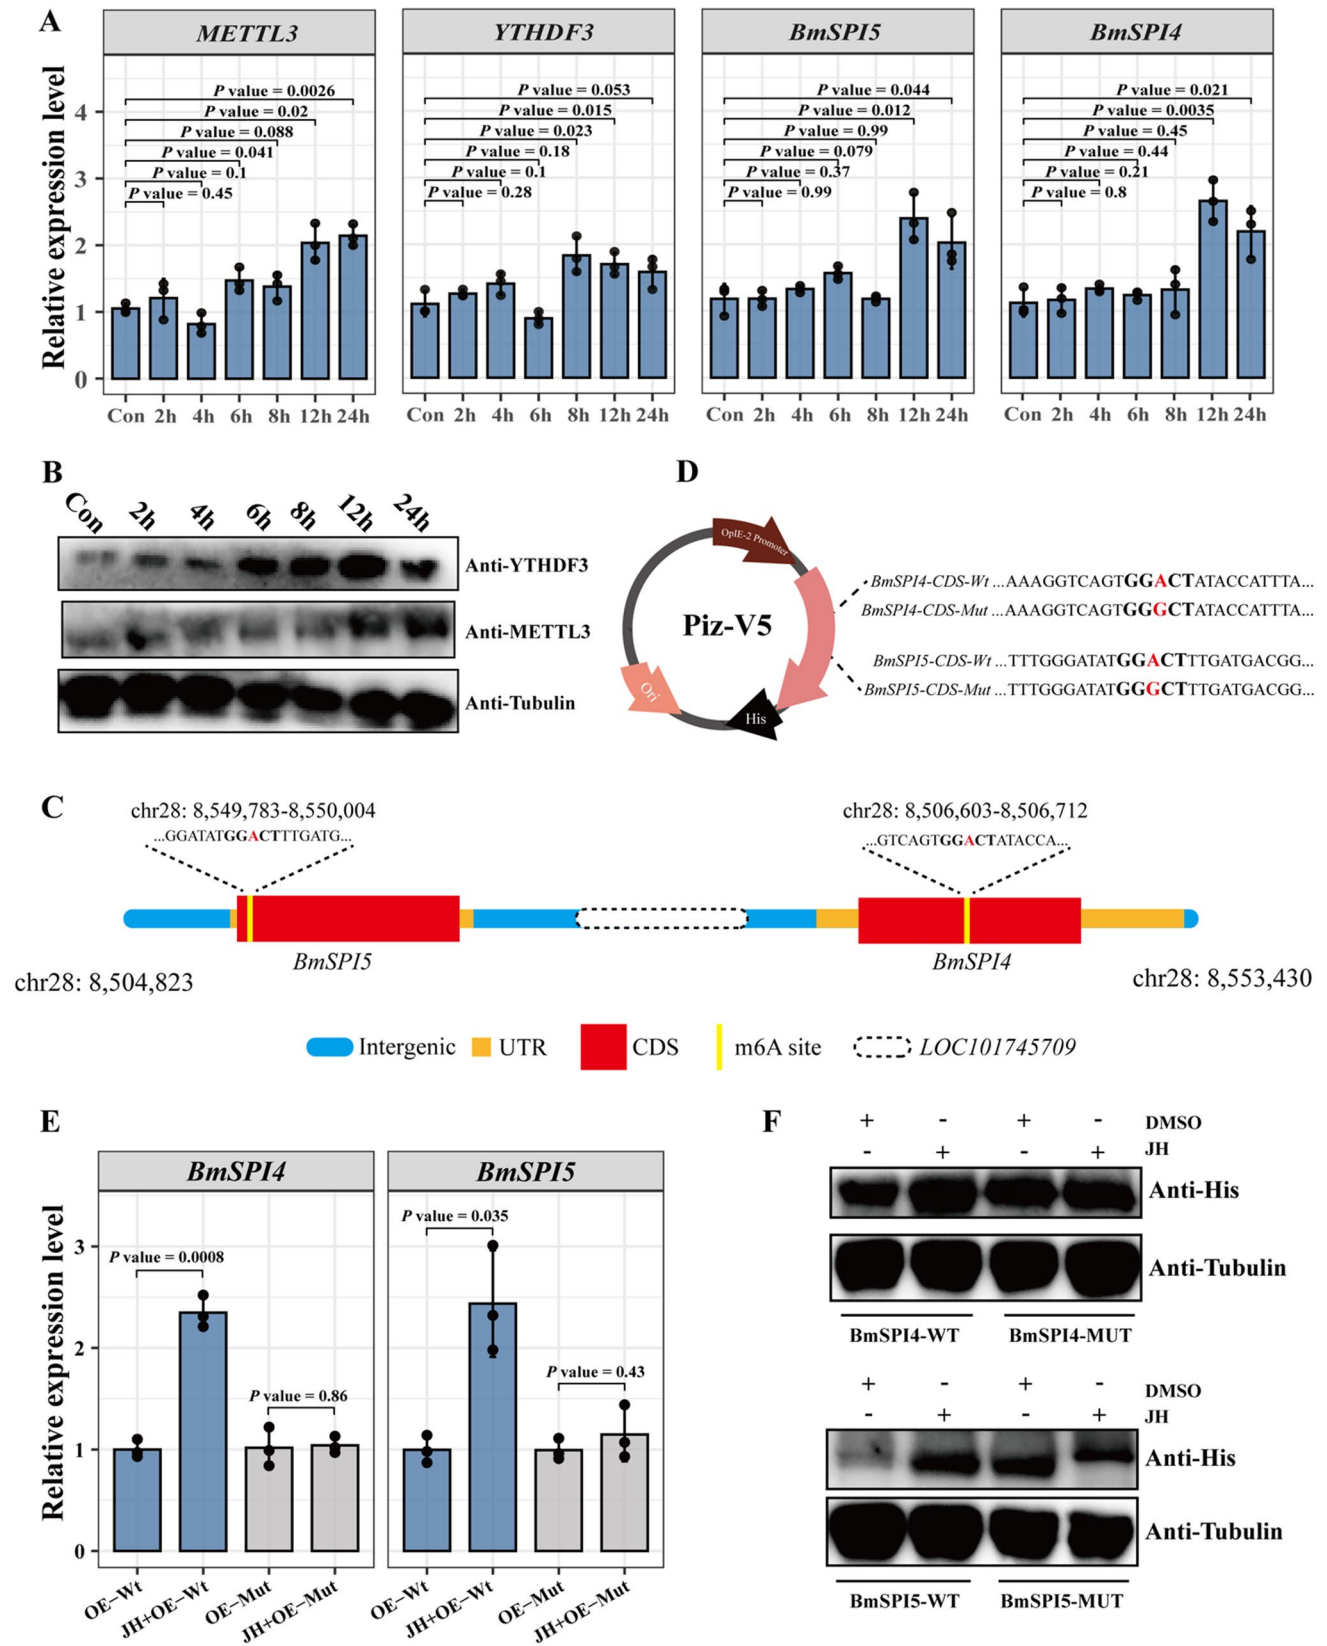 A
METTL3
YTHDF3
BmSPI5
BmSPI4
Relative expression level
4
3
2
1
0
P value = 0.0026
P value = 0.02
P value = 0.088
P value = 0.041
P value = 0.1
P value = 0.45
P value = 0.053
P value = 0.015
P value = 0.023
P value = 0.18
P value = 0.1
P value = 0.28
P value = 0.044
P value = 0.012
P value = 0.99
P value = 0.079
P value = 0.37
P value = 0.99
P value = 0.021
P value = 0.0035
P value = 0.45
P value = 0.44
P value = 0.21
P value = 0.8
Con 2h 4h 6h 8h 12h 24h
Con 2h 4h 6h 8h 12h 24h
Con 2h 4h 6h 8h 12h 24h
Con 2h 4h 6h 8h 12h 24h
B
Con 2h 4h 6h 8h 12h 24h
Anti-YTHDF3
Anti-METTL3
Anti-Tubulin
D
OpIE-2 Promoter
Piz-V5
Ori
His
BmSPI4-CDS-Wt ...AAAGGTCAGTGGACTATACCATTTA...
BmSPI4-CDS-Mut ...AAAGGTCAGTGGGCTATACCATTTA...
BmSPI5-CDS-Wt ...TTTGGGATATGGACTTTGATGACGG...
BmSPI5-CDS-Mut ...TTTGGGATATGGGCTTTGATGACGG...
C
chr28: 8,549,783-8,550,004
...GGATATGGACTTTGATG...
chr28: 8,506,603-8,506,712
...GTCAGTGGACTATACCA...
BmSPI5
BmSPI4
chr28: 8,504,823
chr28: 8,553,430
Intergenic UTR CDS m6A site LOC101745709
E
BmSPI4
BmSPI5
Relative expression level
3
2
1
0
P value = 0.0008
P value = 0.86
P value = 0.035
P value = 0.43
OE−Wt JH+OE−Wt OE−Mut JH+OE−Mut
OE−Wt JH+OE−Wt OE−Mut JH+OE−Mut
F
+ - + - DMSO
- + - + JH
Anti-His
Anti-Tubulin
BmSPI4-WT BmSPI4-MUT
+ - + - DMSO
- + - + JH
Anti-His
Anti-Tubulin
BmSPI5-WT BmSPI5-MUT